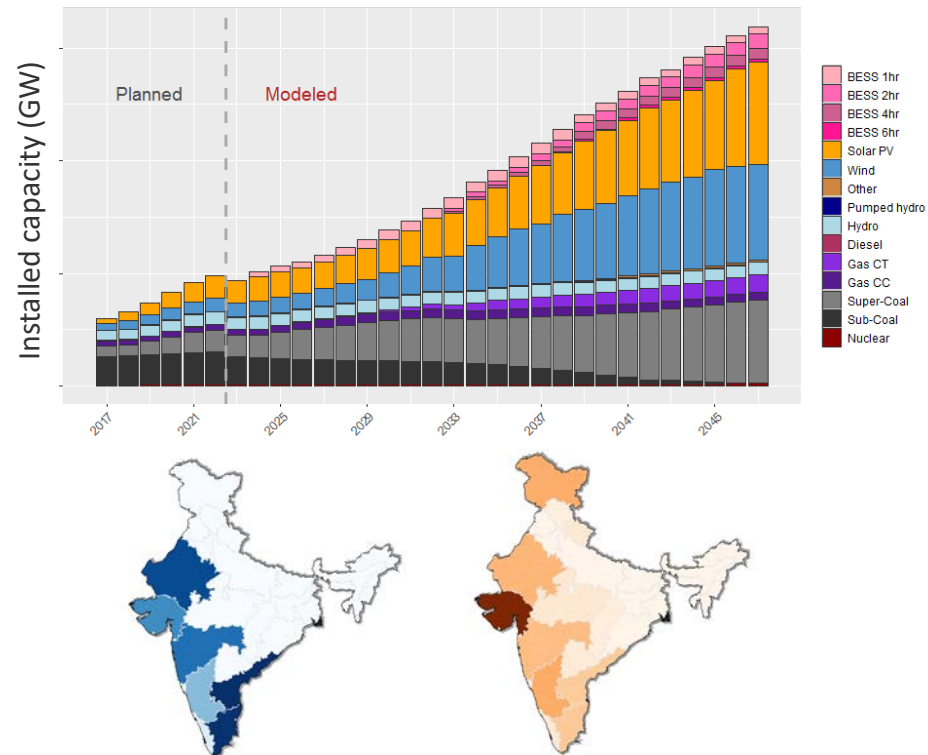 Installed capacity (GW)
Planned
Modeled
2017
2021
2025
2029
2033
2037
2041
2045
BESS 1hr
BESS 2hr
BESS 4hr
BESS 6hr
Solar PV
Wind
Other
Pumped hydro
Hydro
Diesel
Gas CT
Gas CC
Super-Coal
Sub-Coal
Nuclear